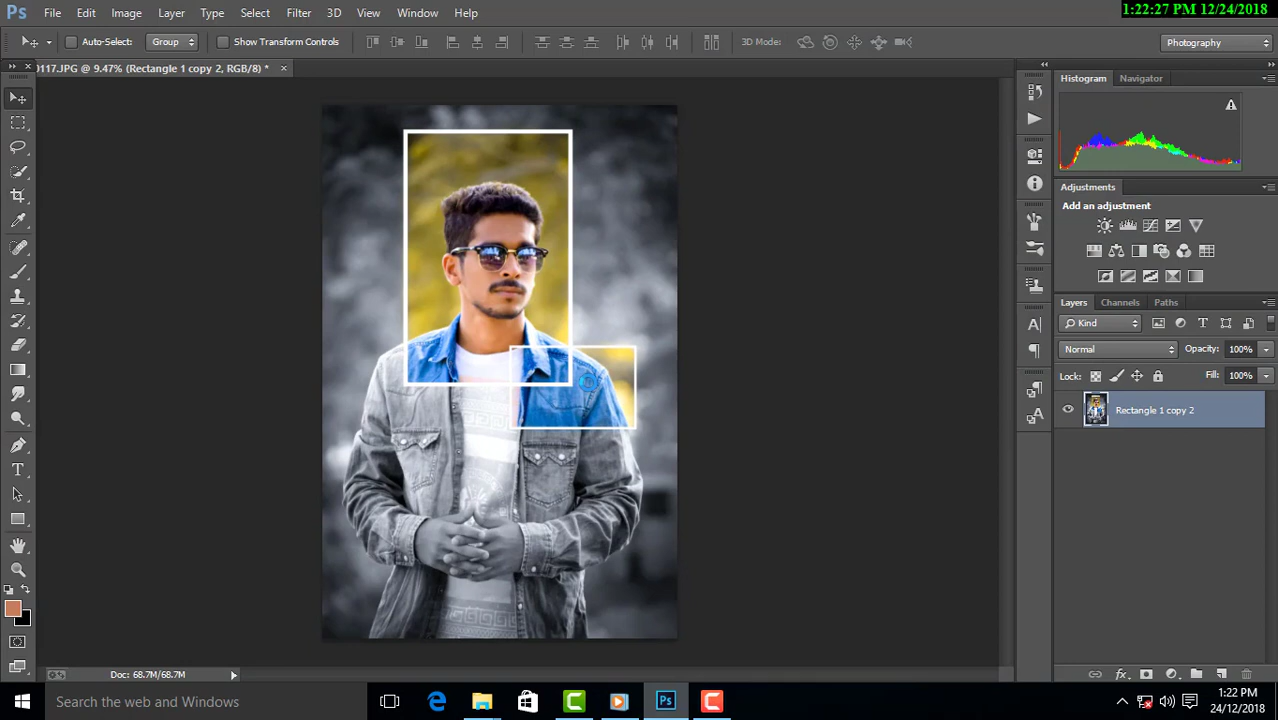 1:22:27 PM 12/24/2018
Ps File Edit Image Layer Type Select Filter 3D View Window Help
Auto-Select: Group Show Transform Controls 3D Mode: Photography
0117.JPG @ 9.47% (Rectangle 1 copy 2, RGB/8) *
Histogram Navigator
Adjustments
Add an adjustment
Layers Channels Paths
Kind
Normal Opacity: 100%
Lock: Fill: 100%
Rectangle 1 copy 2
Doc: 68.7M/68.7M
Search the web and Windows
1:22 PM
24/12/2018